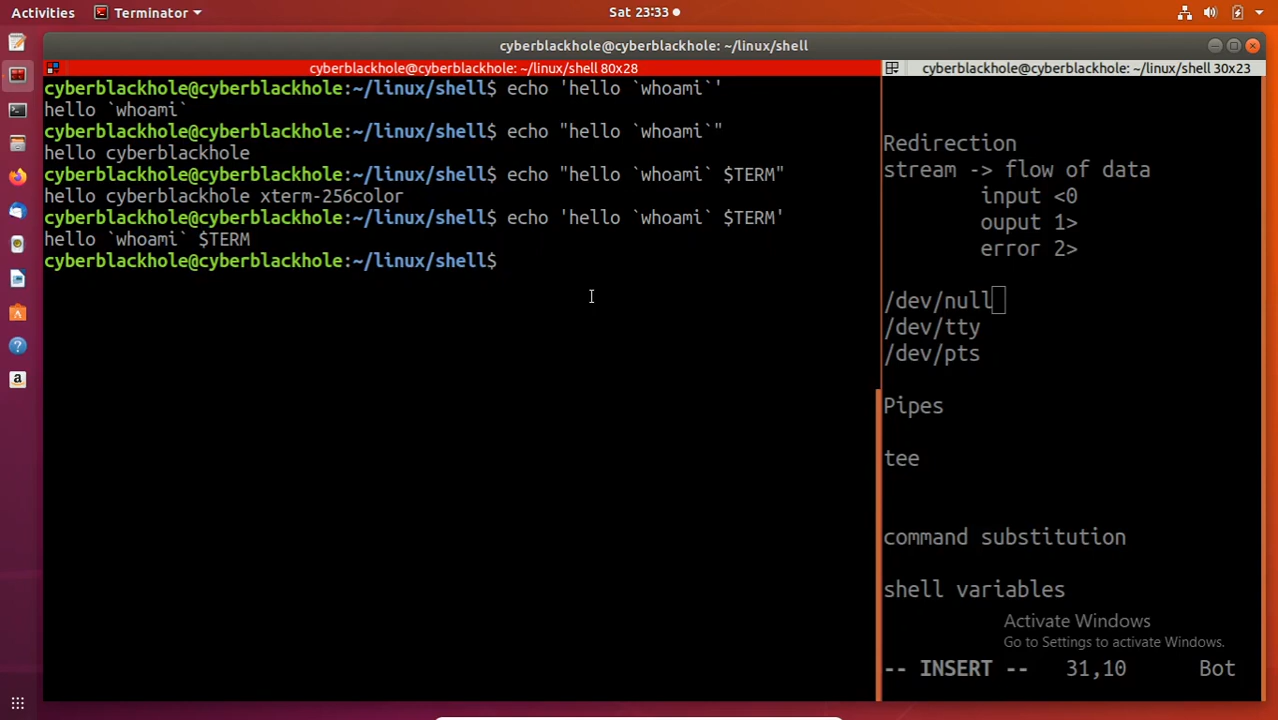 Activities
Terminator
Sat 23:33
cyberblackhole@cyberblackhole: ~/linux/shell
cyberblackhole@cyberblackhole: ~/linux/shell 80x28
cyberblackhole@cyberblackhole:~/linux/shell$ echo 'hello `whoami`'
hello `whoami`
cyberblackhole@cyberblackhole:~/linux/shell$ echo "hello `whoami`"
hello cyberblackhole
cyberblackhole@cyberblackhole:~/linux/shell$ echo "hello `whoami` $TERM"
hello cyberblackhole xterm-256color
cyberblackhole@cyberblackhole:~/linux/shell$ echo 'hello `whoami` $TERM'
hello `whoami` $TERM
cyberblackhole@cyberblackhole:~/linux/shell$
cyberblackhole@cyberblackhole: ~/linux/shell 30x23
Redirection
stream -> flow of data
input <0
ouput 1>
error 2>
/dev/null
/dev/tty
/dev/pts
Pipes
tee
command substitution
shell variables
Activate Windows
Go to Settings to activate Windows.
-- INSERT -- 31,10 Bot